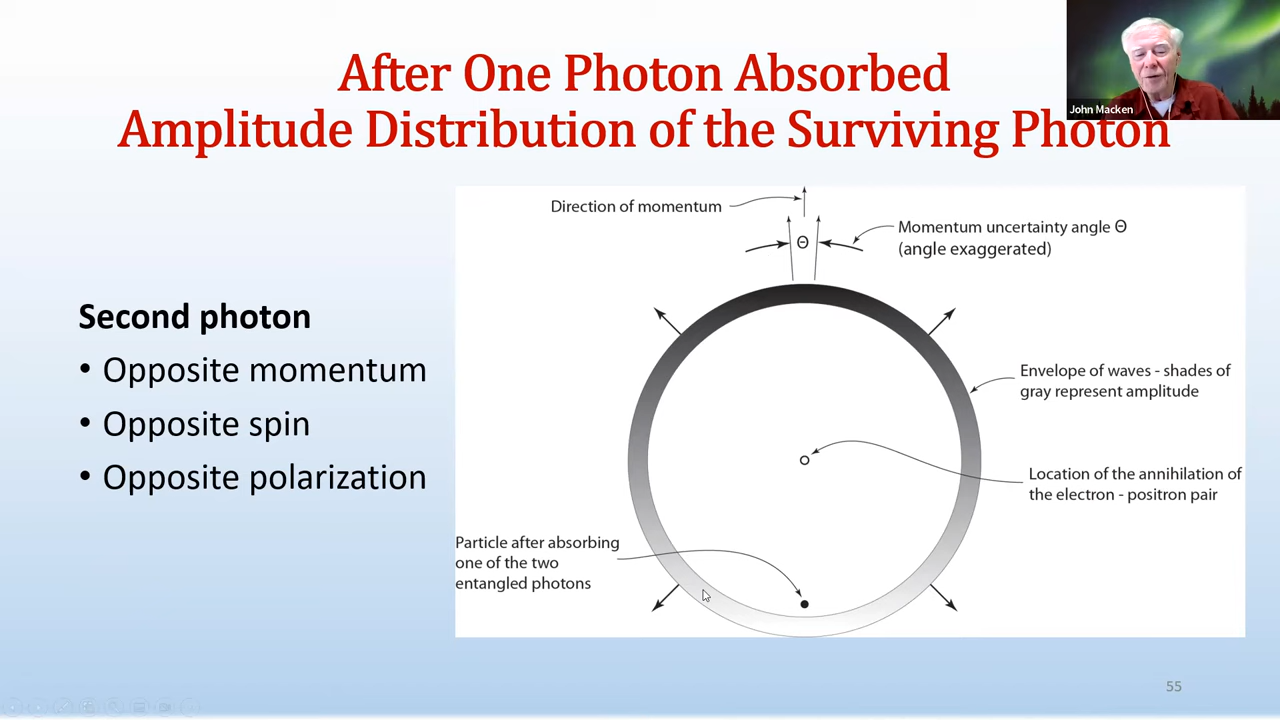 After One Photon Absorbed
Amplitude Distribution of the Surviving Photon
John Macken
Second photon
• Opposite momentum
• Opposite spin
• Opposite polarization
Direction of momentum
Θ
Momentum uncertainty angle Θ
(angle exaggerated)
Envelope of waves - shades of
gray represent amplitude
Location of the annihilation of
the electron - positron pair
Particle after absorbing
one of the two
entangled photons
55